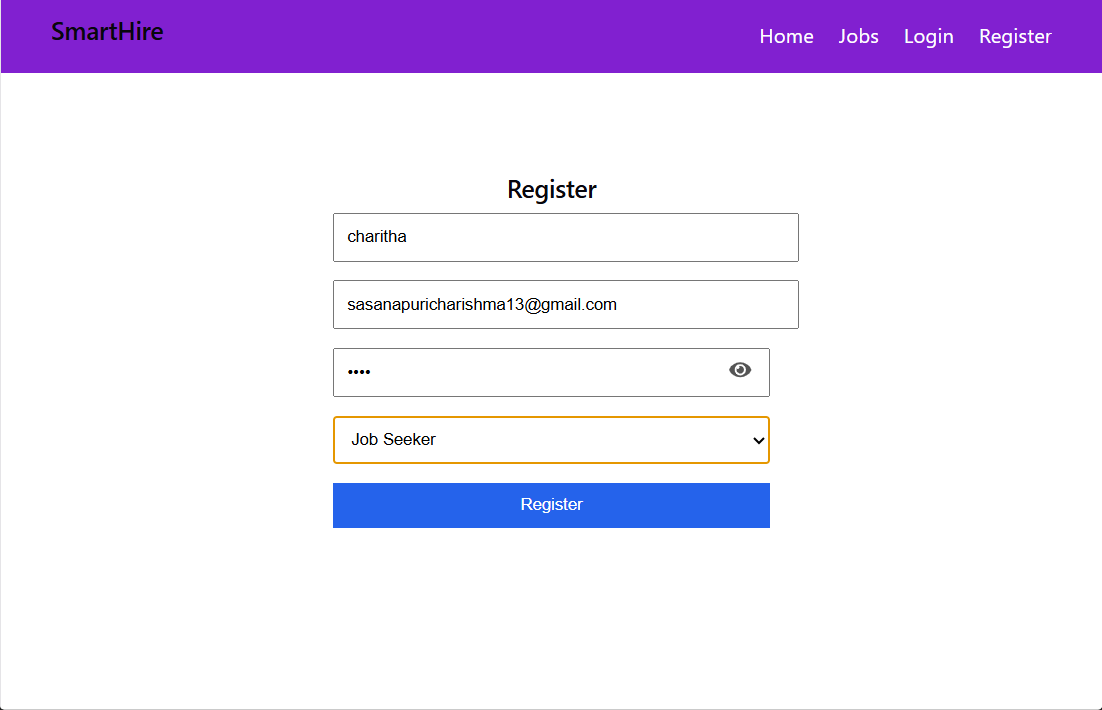 SmartHire
Home Jobs Login Register
Register
charitha
sasanapuricharishma13@gmail.com
••••
Job Seeker
Register